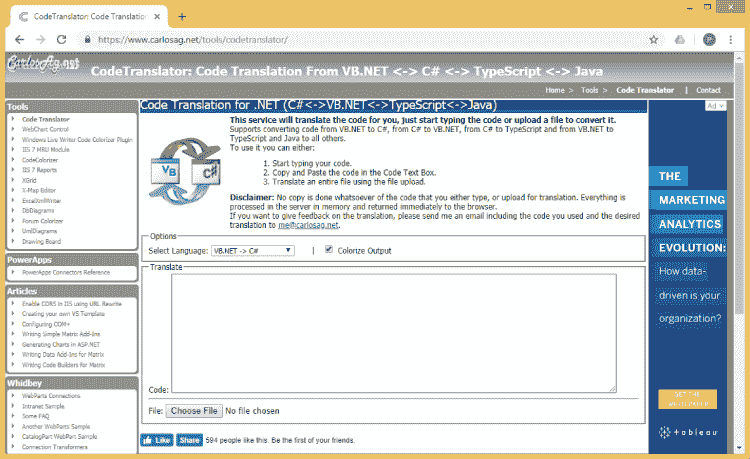 CodeTranslator: Code Translation
https://www.carlosag.net/tools/codetranslator/
CarlosAg.net
CodeTranslator: Code Translation From VB.NET <-> C# <-> TypeScript <-> Java
Home > Tools > Code Translator | Contact
Tools
Code Translator
WebChart Control
Windows Live Writer Code Colorizer Plugin
IIS 7 MRU Module
CodeColorizer
IIS 7 Reports
XGrid
X-Map Editor
ExcelXmlWriter
DbDiagrams
Forum Colorizer
UmlDiagrams
Drawing Board
PowerApps
PowerApps Connectors Reference
Articles
Enable CORS in IIS using URL Rewrite
Creating your own VS Template
Configuring COM+
Writing Simple Matrix Add-Ins
Generating Charts in ASP.NET
Writing Data Add-Ins for Matrix
Writing Code Builders for Matrix
Whidbey
WebParts Connections
Intranet Sample
Some FAQ
Another WebParts Sample
CatalogPart WebPart Sample
Connection Transformers
Code Translation for .NET (C#<->VB.NET<->TypeScript<->Java)
VB
C#
This service will translate the code for you, just start typing the code or upload a file to convert it.
Supports converting code from VB.NET to C#, from C# to VB.NET, from C# to TypeScript and from VB.NET to
TypeScript and Java to all others.
To use it you can either:
1. Start typing your code.
2. Copy and Paste the code in the Code Text Box.
3. Translate an entire file using the file upload.
Disclaimer: No copy is done whatsoever of the code that you either type, or upload for translation. Everything is
processed in the server in memory and returned immediately to the browser.
If you want to give feedback on the translation, please send me an email including the code you used and the desired
translation to me@carlosag.net.
Options
Select Language: VB.NET -> C# | Colorize Output
Translate
Code:
File: Choose File No file chosen
Like Share 594 people like this. Be the first of your friends.
Ad
THE
MARKETING
ANALYTICS
EVOLUTION:
How data-
driven is your
organization?
GET THE
WHITEPAPER
+ableau